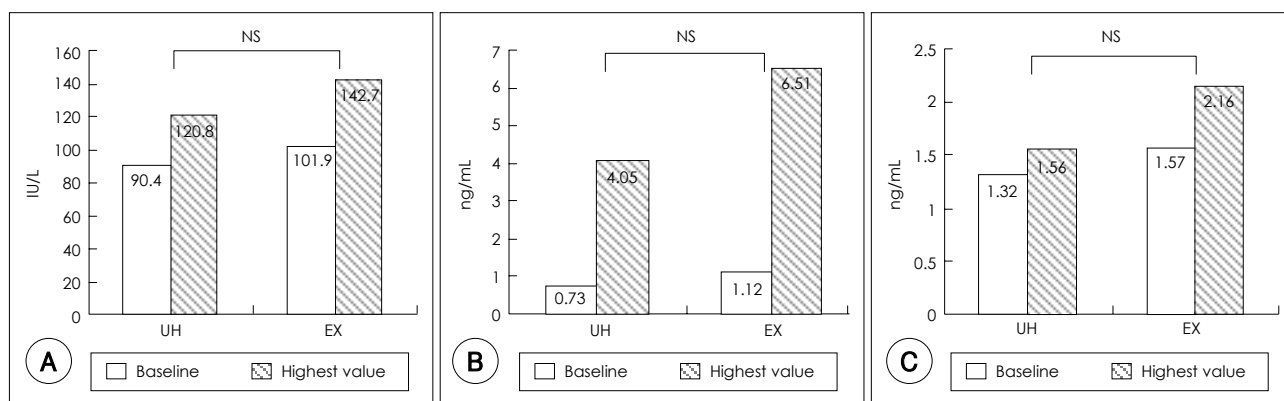 NS
160
140
120
100
80
60
40
20
0
IU/L
90.4
120.8
101.9
142.7
UH
EX
A
Baseline
Highest value
NS
7
6
5
4
3
2
1
0
ng/mL
0.73
4.05
1.12
6.51
UH
EX
B
Baseline
Highest value
NS
2.5
2
1.5
1
0.5
0
ng/mL
1.32
1.56
1.57
2.16
UH
EX
C
Baseline
Highest value